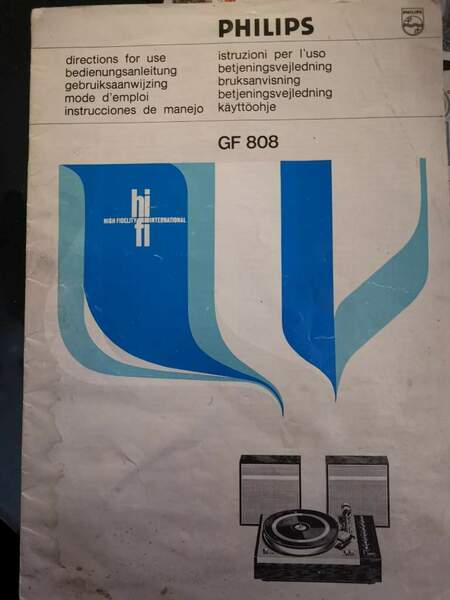 PHILIPS
PHILIPS
directions for use
bedienungsanleitung
gebruiksaanwijzing
mode d'emploi
instrucciones de manejo
istruzioni per l'uso
betjeningsvejledning
bruksanvisning
betjeningsvejledning
käyttöohje
GF 808
hi
HIGH FIDELITY INTERNATIONAL
fi